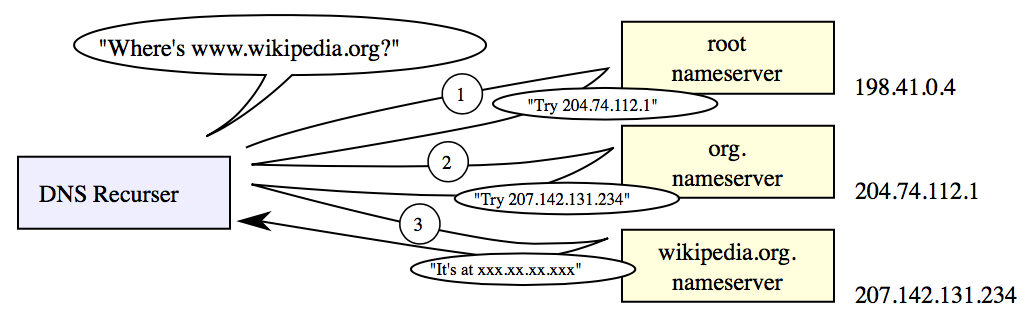 "Where's www.wikipedia.org?"
root
nameserver
198.41.0.4
1
"Try 204.74.112.1"
org.
nameserver
204.74.112.1
2
DNS Recurser
"Try 207.142.131.234"
3
wikipedia.org.
nameserver
207.142.131.234
"It's at xxx.xx.xx.xxx"